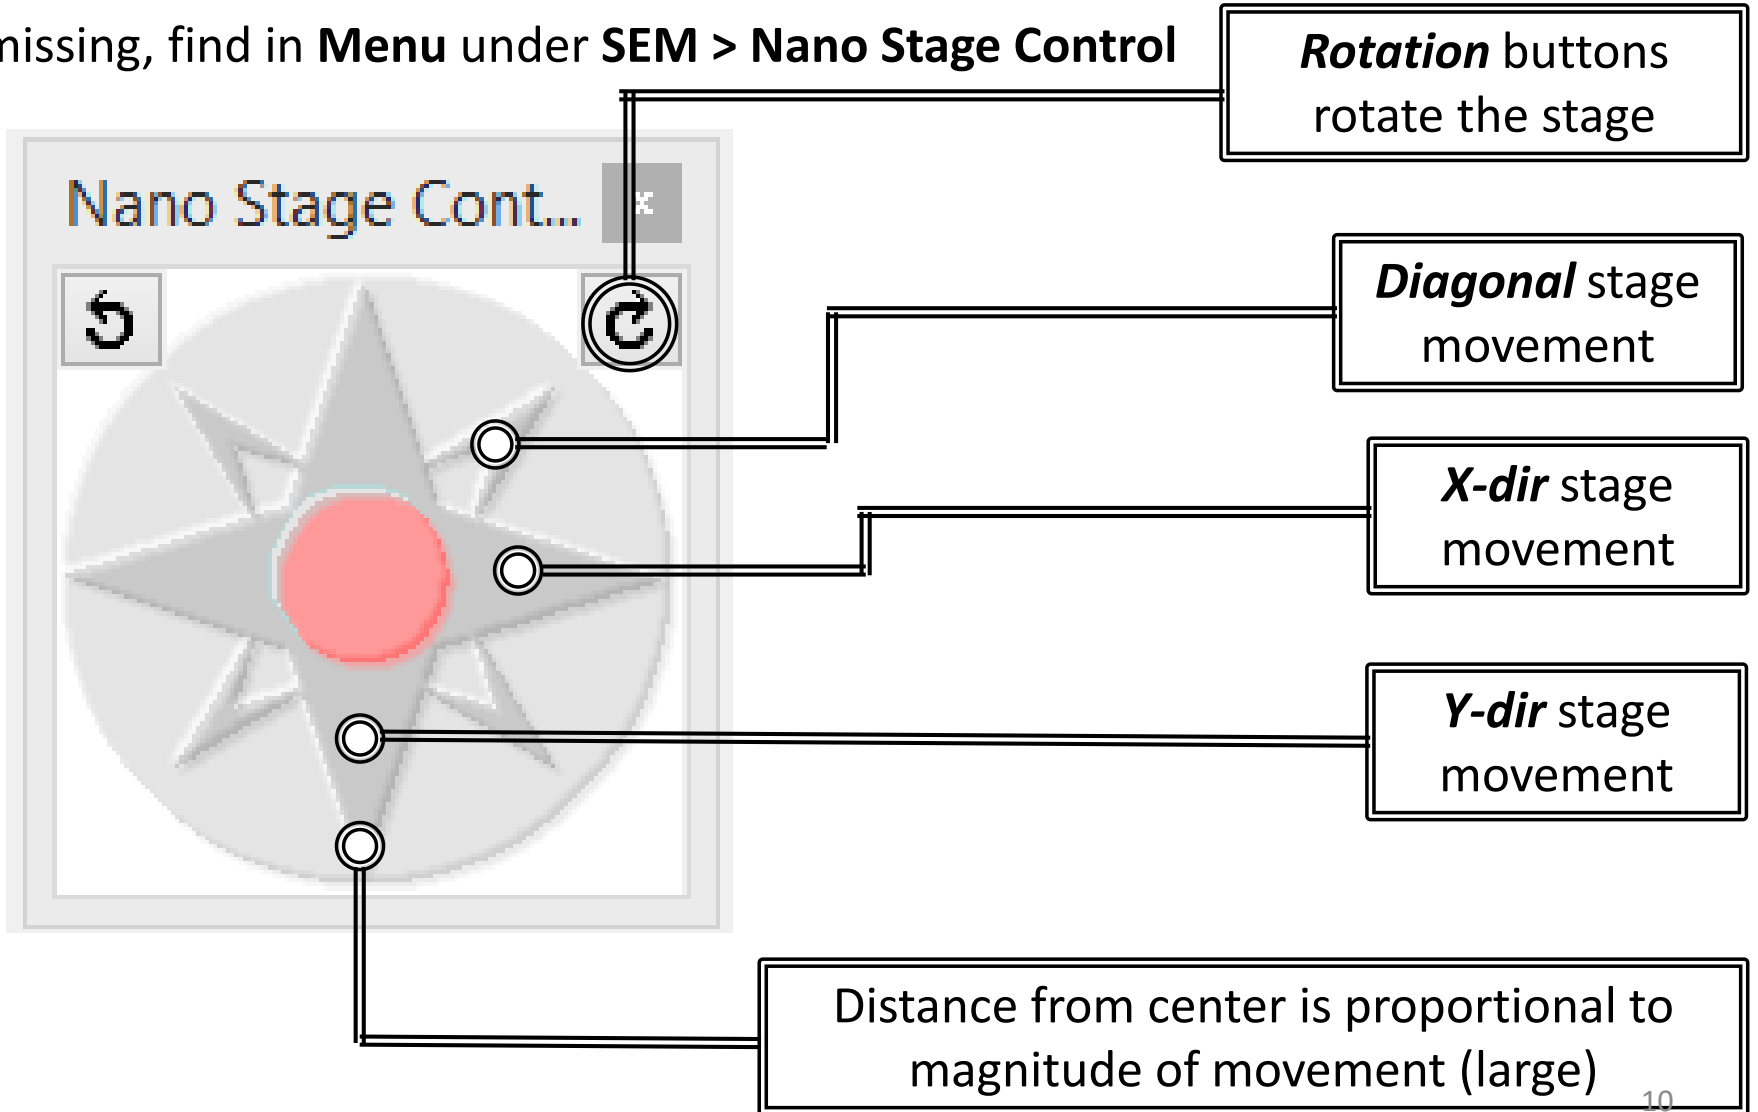 missing, find in Menu under SEM > Nano Stage Control
Rotation buttons
rotate the stage
Nano Stage Cont...
Diagonal stage
movement
X-dir stage
movement
Y-dir stage
movement
Distance from center is proportional to
magnitude of movement (large)
10